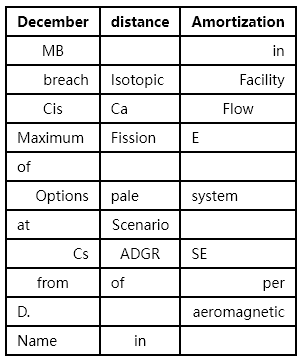 December distance Amortization
MB in
breach Isotopic Facility
Cis Ca Flow
Maximum Fission E
of
Options pale system
at Scenario
Cs ADGR SE
from of per
D. aeromagnetic
Name in